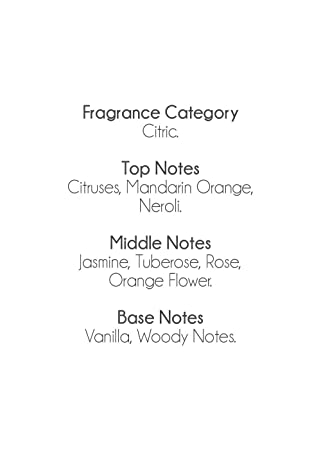 Fragrance Category
Citric.
Top Notes
Citruses, Mandarin Orange,
Neroli.
Middle Notes
Jasmine, Tuberose, Rose,
Orange Flower.
Base Notes
Vanilla, Woody Notes.